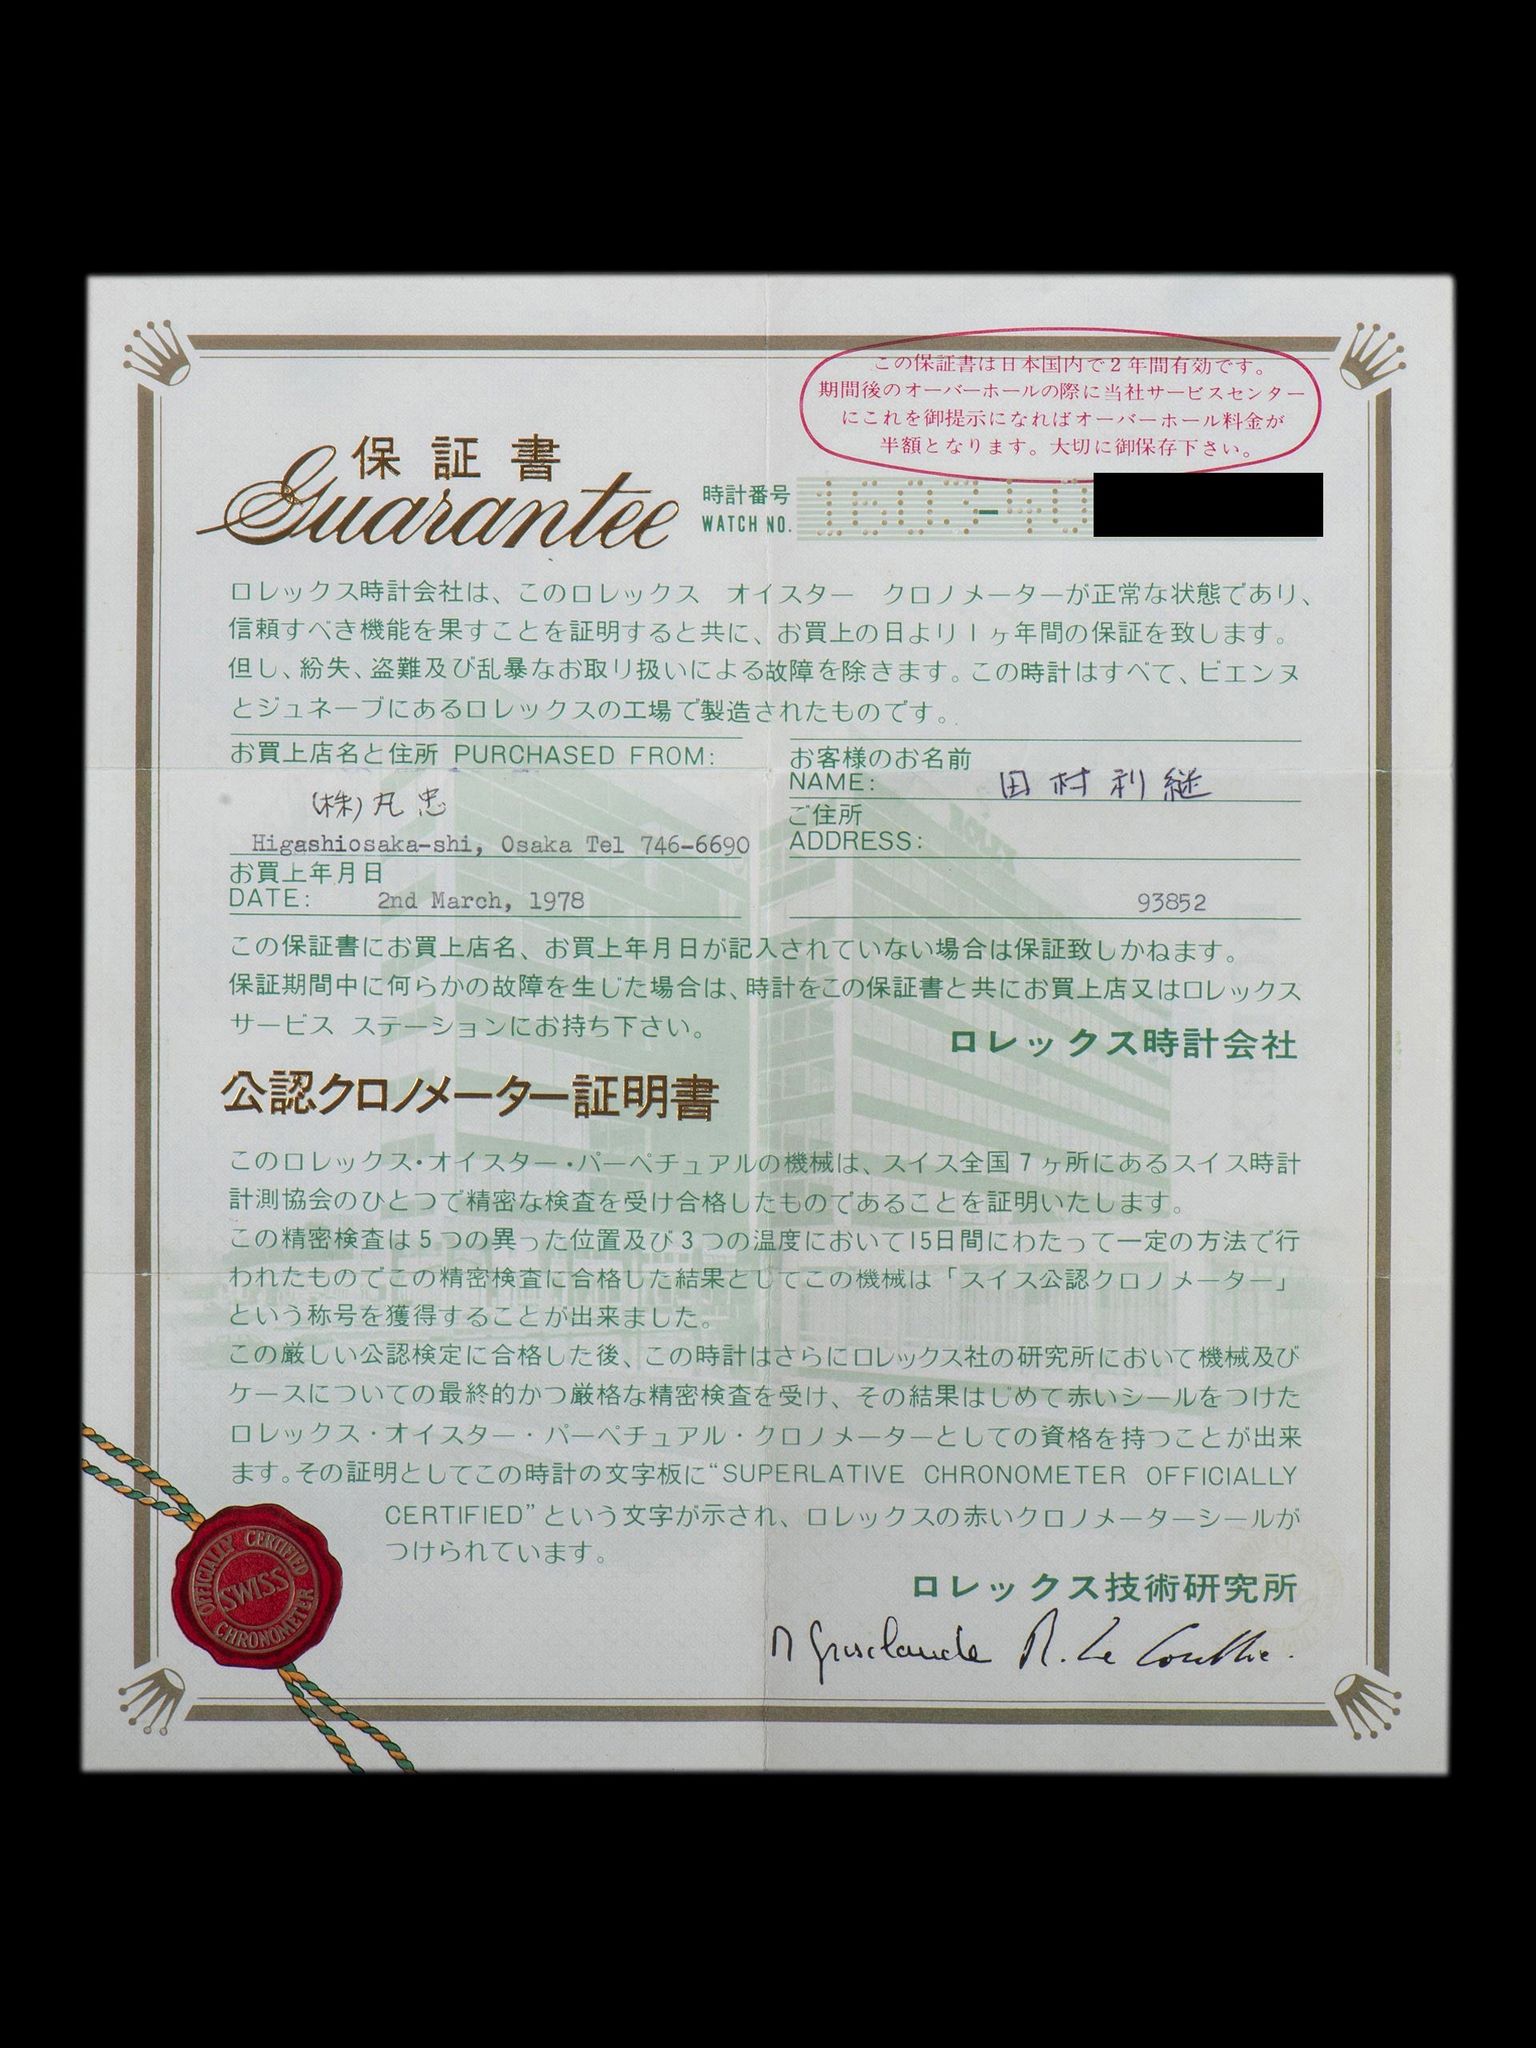 この保証書は日本国内で2年間有効です。
期間後のオーバーホールの際に当社サービスセンター
にこれを御提示になればオーバーホール料金が
半額となります。大切に御保存下さい。
保証書
Guarantee
時計番号
WATCH NO. 1603-40
ロレックス時計会社は、このロレックス オイスター クロノメーターが正常な状態であり、
信頼すべき機能を果すことを証明すると共に、お買上の日より1ヶ年間の保証を致します。
但し、紛失、盗難及び乱暴なお取り扱いによる故障を除きます。この時計はすべて、ビエンヌ
とジュネーブにあるロレックスの工場で製造されたものです。
お買上店名と住所 PURCHASED FROM:
(株)丸忠
Higashiosaka-shi, Osaka Tel 746-6690
お買上年月日
DATE: 2nd March, 1978
お客様のお名前
NAME: 田村利継
ご住所
ADDRESS:
93852
この保証書にお買上店名、お買上年月日が記入されていない場合は保証致しかねます。
保証期間中に何らかの故障を生じた場合は、時計をこの保証書と共にお買上店又はロレックス
サービス ステーションにお持ち下さい。
ロレックス時計会社
公認クロノメーター証明書
このロレックス・オイスター・パーペチュアルの機械は、スイス全国7ヶ所にあるスイス時計
計測協会のひとつで精密な検査を受け合格したものであることを証明いたします。
この精密検査は5つの異った位置及び3つの温度において15日間にわたって一定の方法で行
われたものでこの精密検査に合格した結果としてこの機械は「スイス公認クロノメーター」
という称号を獲得することが出来ました。
この厳しい公認検定に合格した後、この時計はさらにロレックス社の研究所において機械及び
ケースについての最終的かつ厳格な精密検査を受け、その結果はじめて赤いシールをつけた
ロレックス・オイスター・パーペチュアル・クロノメーターとしての資格を持つことが出来
ます。その証明としてこの時計の文字板に“SUPERLATIVE CHRONOMETER OFFICIALLY
CERTIFIED”という文字が示され、ロレックスの赤いクロノメーターシールが
つけられています。
OFFICIALLY CERTIFIED
SWISS
CHRONOMETER
ロレックス技術研究所